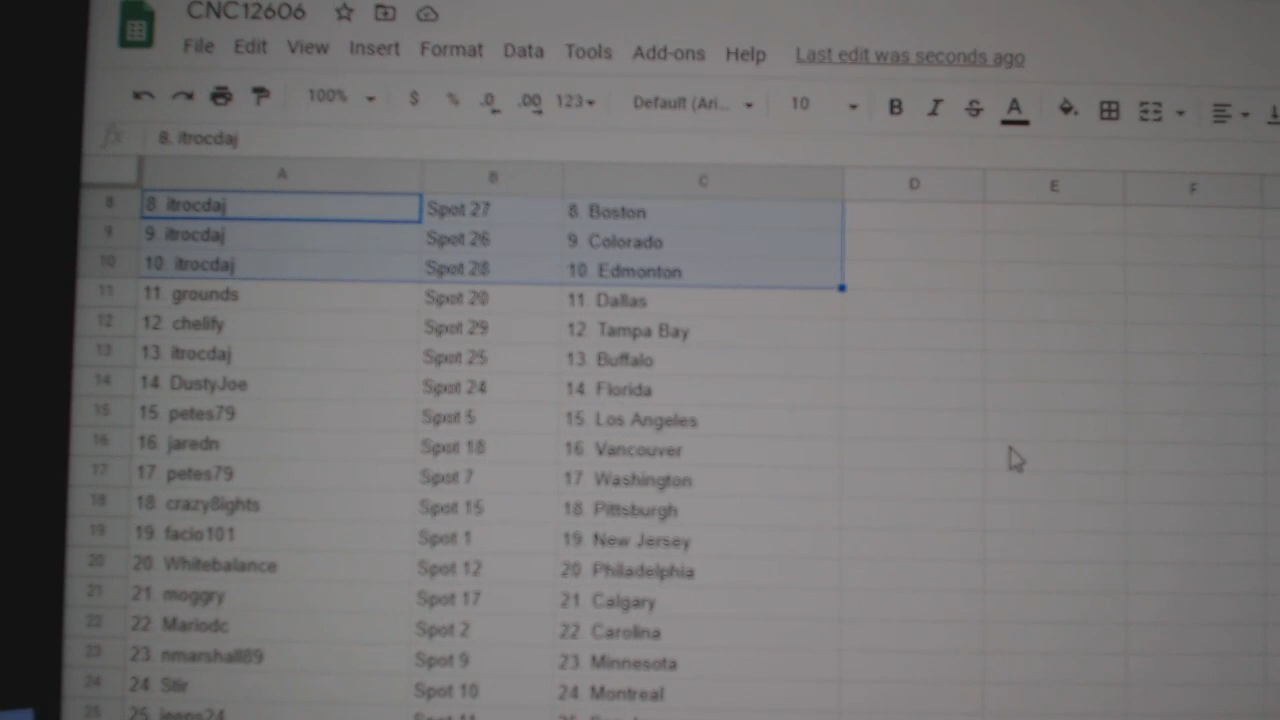 CNC12606
File Edit View Insert Format Data Tools Add-ons Help Last edit was seconds ago
100% $ % .0 .00 123 Default (Ari... 10 B I S A
fx 8. itrocdaj
A B C D E F
8 8. itrocdaj Spot 27 8. Boston
9 9. itrocdaj Spot 26 9. Colorado
10 10. itrocdaj Spot 28 10. Edmonton
11 11. grounds Spot 20 11. Dallas
12 12. chelify Spot 29 12. Tampa Bay
13 13. itrocdaj Spot 25 13. Buffalo
14 14. DustyJoe Spot 24 14. Florida
15 15. petes79 Spot 5 15. Los Angeles
16 16. jaredn Spot 18 16. Vancouver
17 17. petes79 Spot 7 17. Washington
18 18. crazy8ights Spot 15 18. Pittsburgh
19 19. facio101 Spot 1 19. New Jersey
20 20. Whitebalance Spot 12 20. Philadelphia
21 21. moggry Spot 17 21. Calgary
22 22. Mariodc Spot 2 22. Carolina
23 23. nmarshall89 Spot 9 23. Minnesota
24 24. Stir Spot 10 24. Montreal
25 25. jeeps24